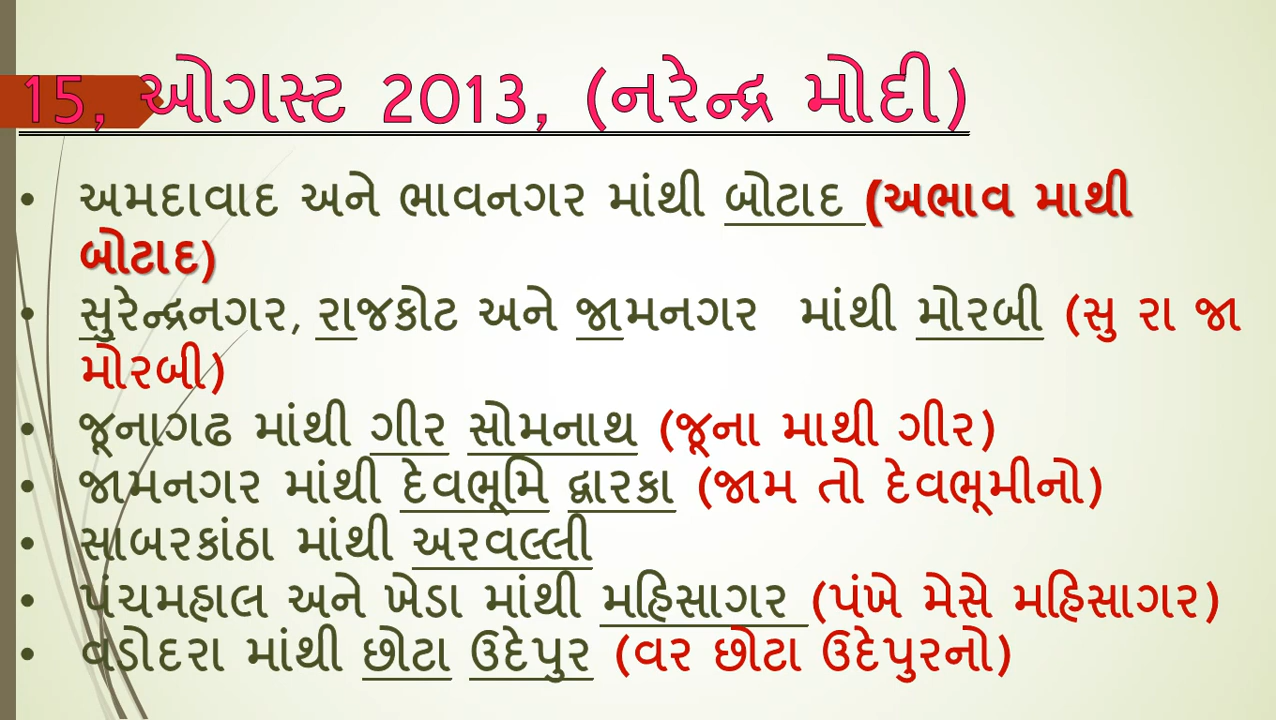 15, ઓગસ્ટ 2013, (નરેન્દ્ર મોદી)
• અમદાવાદ અને ભાવનગર માંથી બોટાદ (અભાવ માથી
બોટાદ)
• સુરેન્દ્રનગર, રાજકોટ અને જામનગર માંથી મોરબી (સુ રા જા
મોરબી)
• જૂનાગઢ માંથી ગીર સોમનાથ (જૂના માથી ગીર)
• જામનગર માંથી દેવભૂમિ દ્વારકા (જામ તો દેવભૂમીનો)
• સાબરકાંઠા માંથી અરવલ્લી
• પંચમહાલ અને ખેડા માંથી મહિસાગર (પંખે મેસે મહિસાગર)
• વડોદરા માંથી છોટા ઉદેપુર (વર છોટા ઉદેપુરનો)